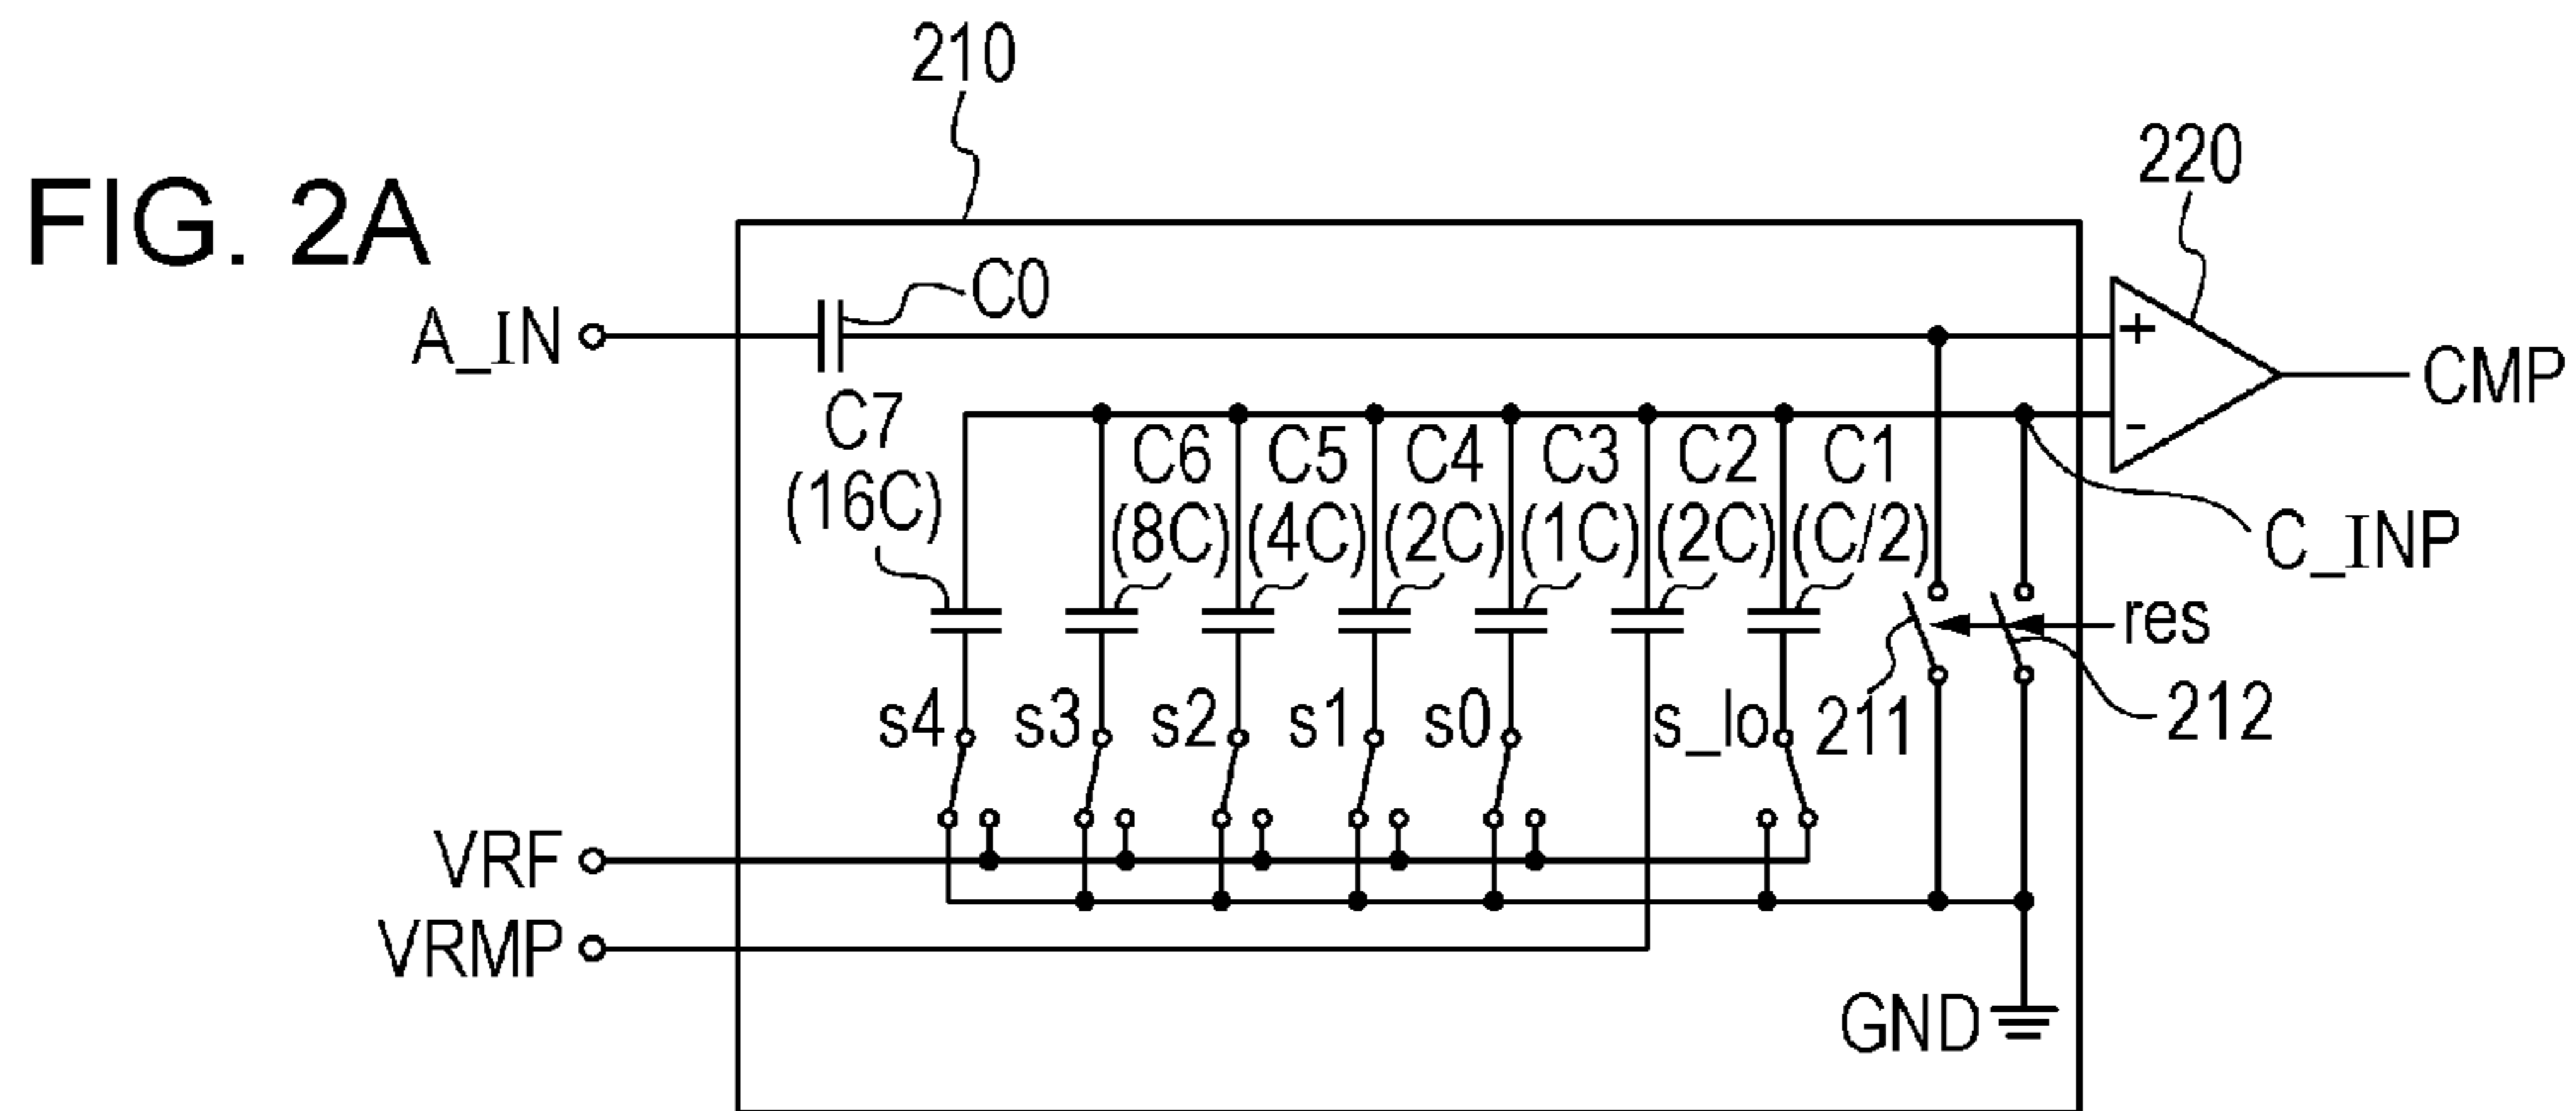 FIG. 2A
210
220
A_IN
C0
+
-
CMP
C7
(16C)
C6
(8C)
C5
(4C)
C4
(2C)
C3
(1C)
C2
(2C)
C1
(C/2)
C_INP
res
s4
s3
s2
s1
s0
s_lo
211
212
VRF
VRMP
GND